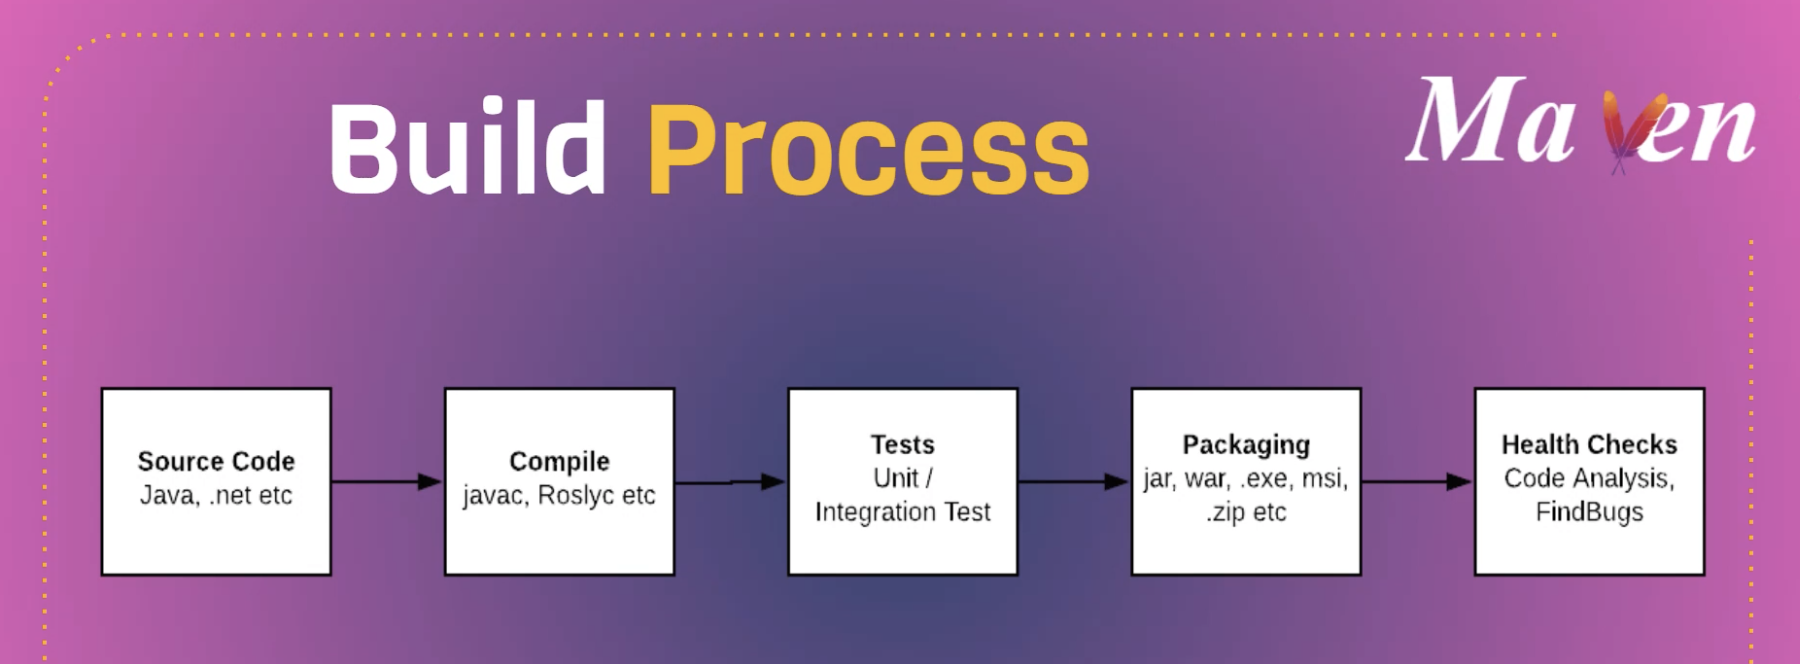 Build Process
Maven
Source Code
Java, .net etc
Compile
javac, Roslyc etc
Tests
Unit /
Integration Test
Packaging
jar, war, .exe, msi,
.zip etc
Health Checks
Code Analysis,
FindBugs